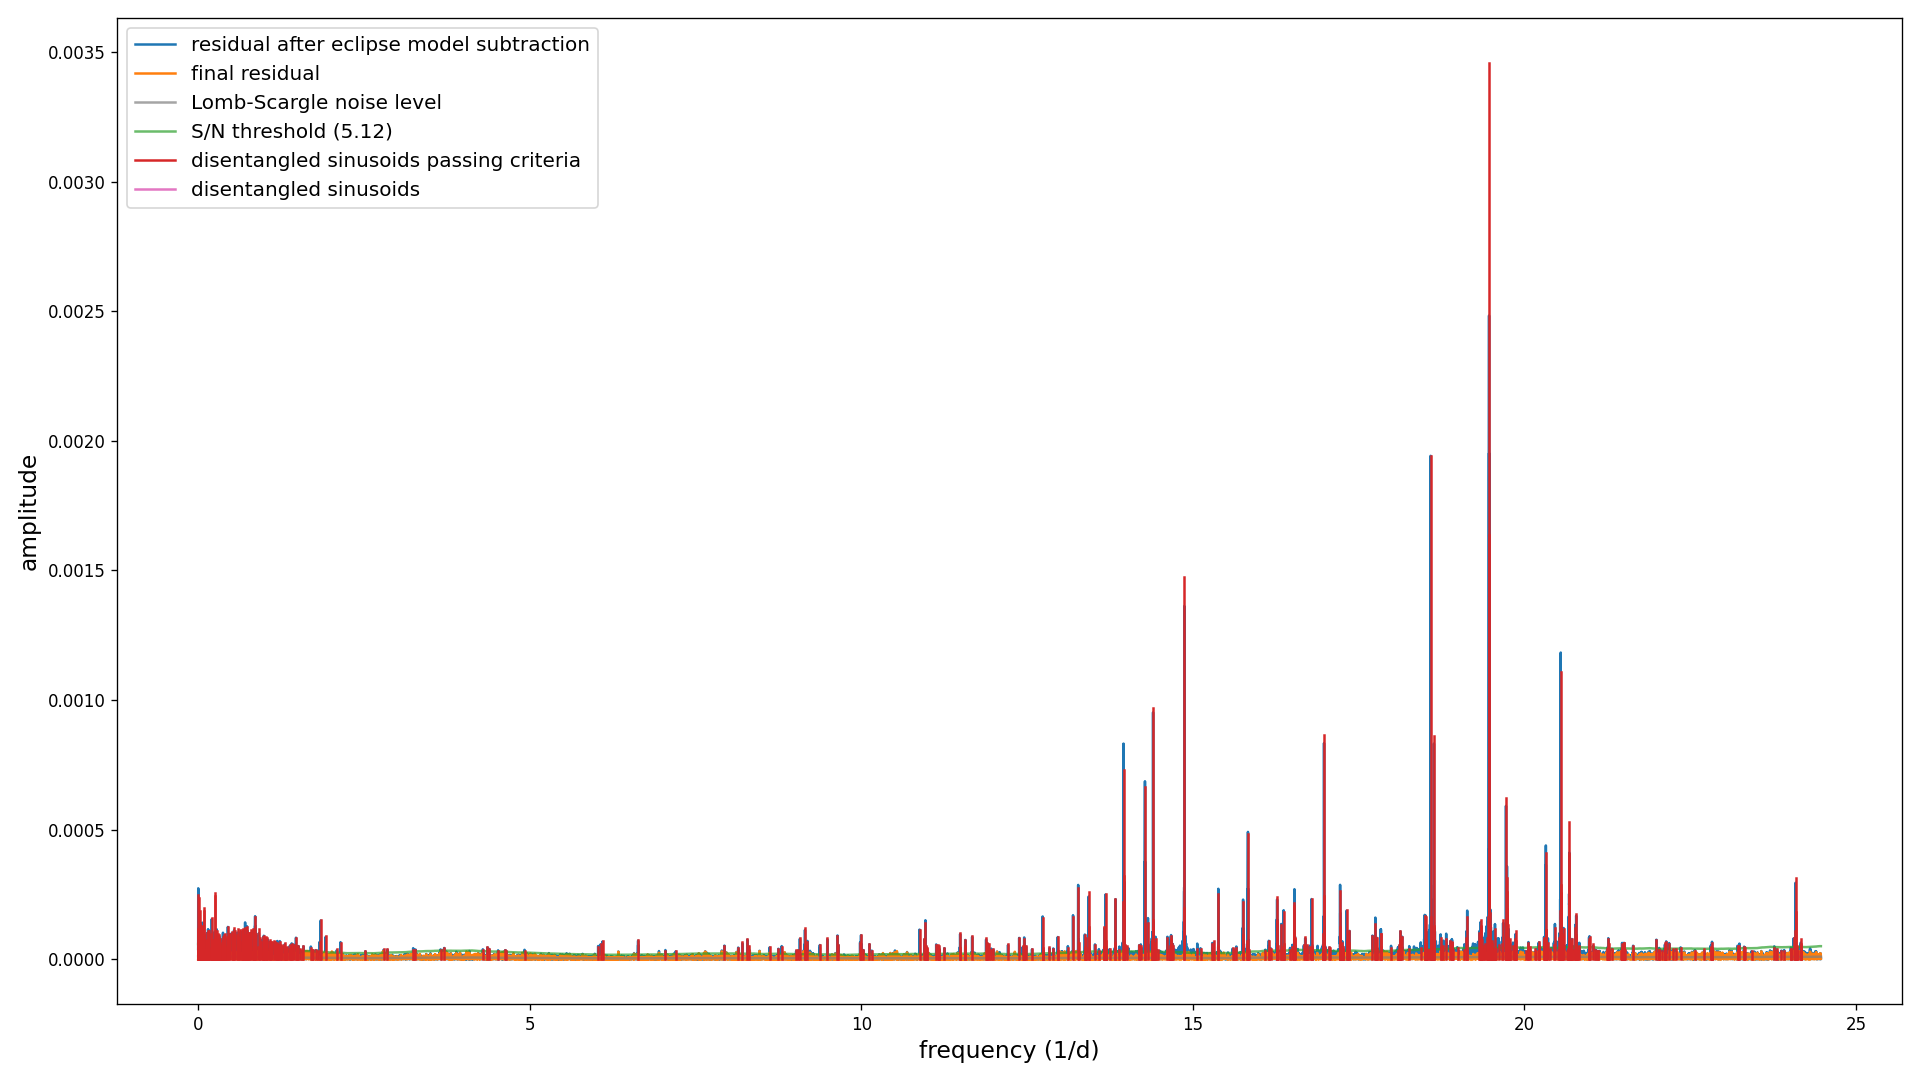 residual after eclipse model subtraction
final residual
Lomb-Scargle noise level
S/N threshold (5.12)
disentangled sinusoids passing criteria
disentangled sinusoids
0.0035
0.0030
0.0025
0.0020
0.0015
0.0010
0.0005
0.0000
amplitude
0 5 10 15 20 25
frequency (1/d)